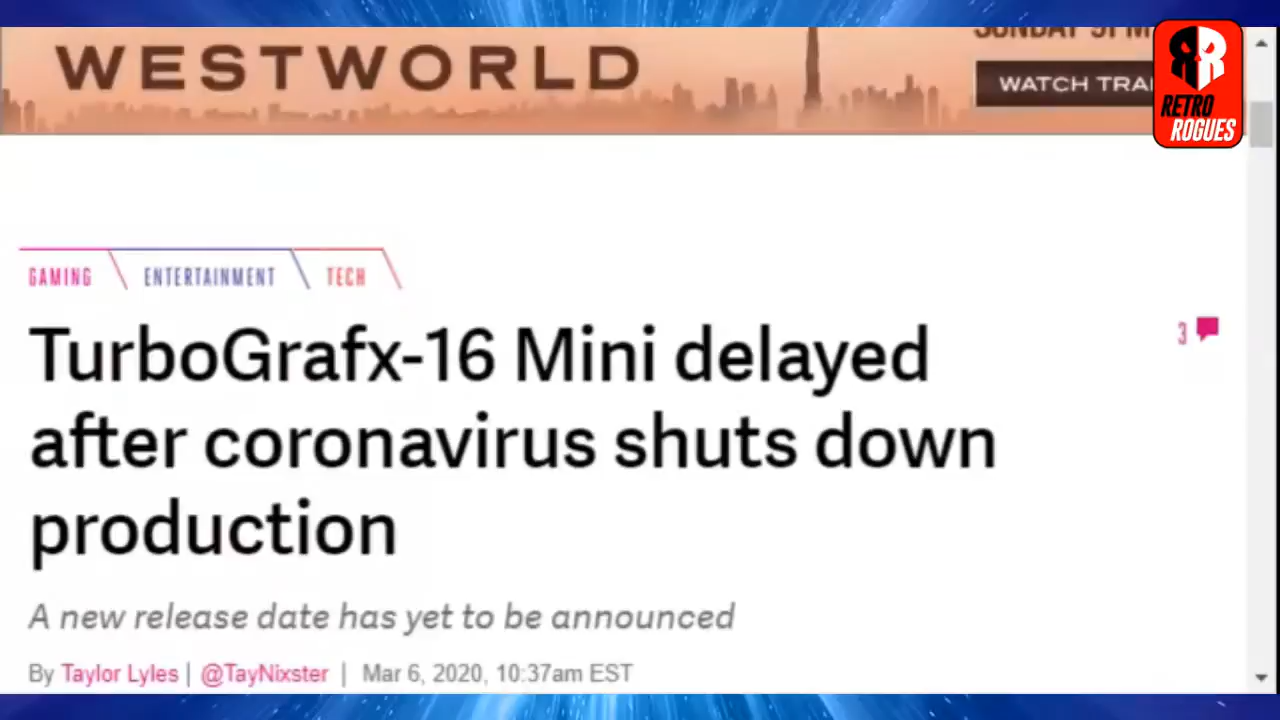 WESTWORLD
WATCH
RETRO
ROGUES
GAMING ENTERTAINMENT TECH
TurboGrafx-16 Mini delayed
after coronavirus shuts down
production
3
A new release date has yet to be announced
By Taylor Lyles | @TayNixster | Mar 6, 2020, 10:37am EST